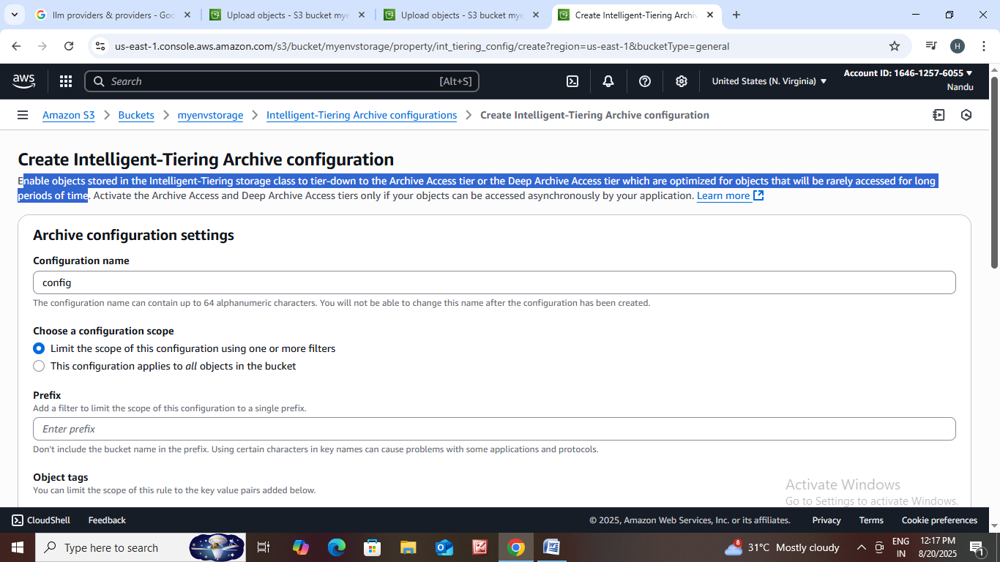 llm providers & providers - Goo
Upload objects - S3 bucket mye
Upload objects - S3 bucket mye
Create Intelligent-Tiering Archiv
us-east-1.console.aws.amazon.com/s3/bucket/myenvstorage/property/int_tiering_config/create?region=us-east-1&bucketType=general
H
aws
Search
[Alt+S]
United States (N. Virginia)
Account ID: 1646-1257-6055
Nandu
Amazon S3
Buckets
myenvstorage
Intelligent-Tiering Archive configurations
Create Intelligent-Tiering Archive configuration
Create Intelligent-Tiering Archive configuration
Enable objects stored in the Intelligent-Tiering storage class to tier-down to the Archive Access tier or the Deep Archive Access tier which are optimized for objects that will be rarely accessed for long
periods of time. Activate the Archive Access and Deep Archive Access tiers only if your objects can be accessed asynchronously by your application. Learn more
Archive configuration settings
Configuration name
config
The configuration name can contain up to 64 alphanumeric characters. You will not be able to change this name after the configuration has been created.
Choose a configuration scope
Limit the scope of this configuration using one or more filters
This configuration applies to all objects in the bucket
Prefix
Add a filter to limit the scope of this configuration to a single prefix.
Enter prefix
Don't include the bucket name in the prefix. Using certain characters in key names can cause problems with some applications and protocols.
Object tags
You can limit the scope of this rule to the key value pairs added below.
Activate Windows
Go to Settings to activate Windows.
CloudShell
Feedback
© 2025, Amazon Web Services, Inc. or its affiliates.
Privacy
Terms
Cookie preferences
Type here to search
8
31°C Mostly cloudy
ENG
IN
12:17 PM
8/20/2025
1